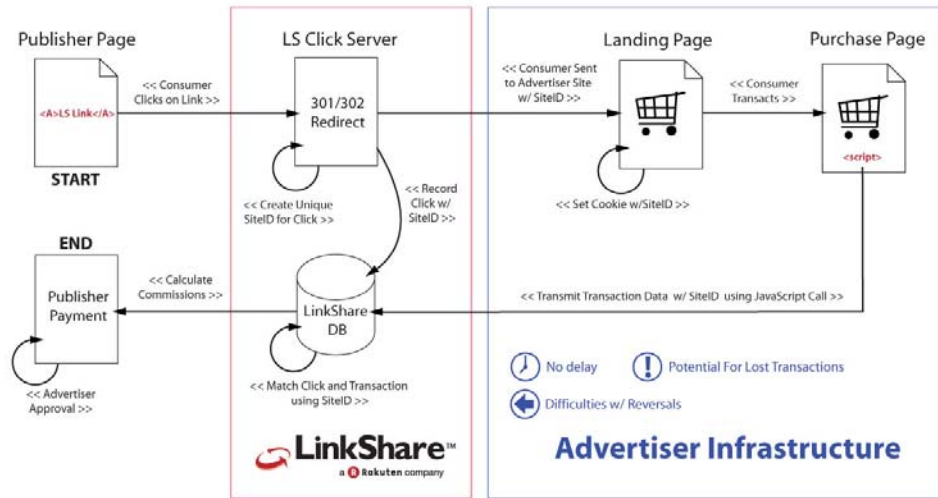 Publisher Page
LS Click Server
Landing Page
Purchase Page
<A>LS Link</A>
START
<< Consumer
Clicks on Link >>
301/302
Redirect
<< Create Unique
SiteID for Click >>
<< Consumer Sent
to Advertiser Site
w/ SiteID >>
<< Set Cookie w/SiteID >>
<< Consumer
Transacts >>
<script>
<< Record
Click w/
SiteID >>
END
Publisher
Payment
<< Advertiser
Approval >>
<< Calculate
Commissions >>
LinkShare
DB
<< Match Click and Transaction
using SiteID >>
<< Transmit Transaction Data w/ SiteID using JavaScript Call >>
No delay
Potential For Lost Transactions
Difficulties w/ Reversals
LinkShare™
a R Rakuten company
Advertiser Infrastructure